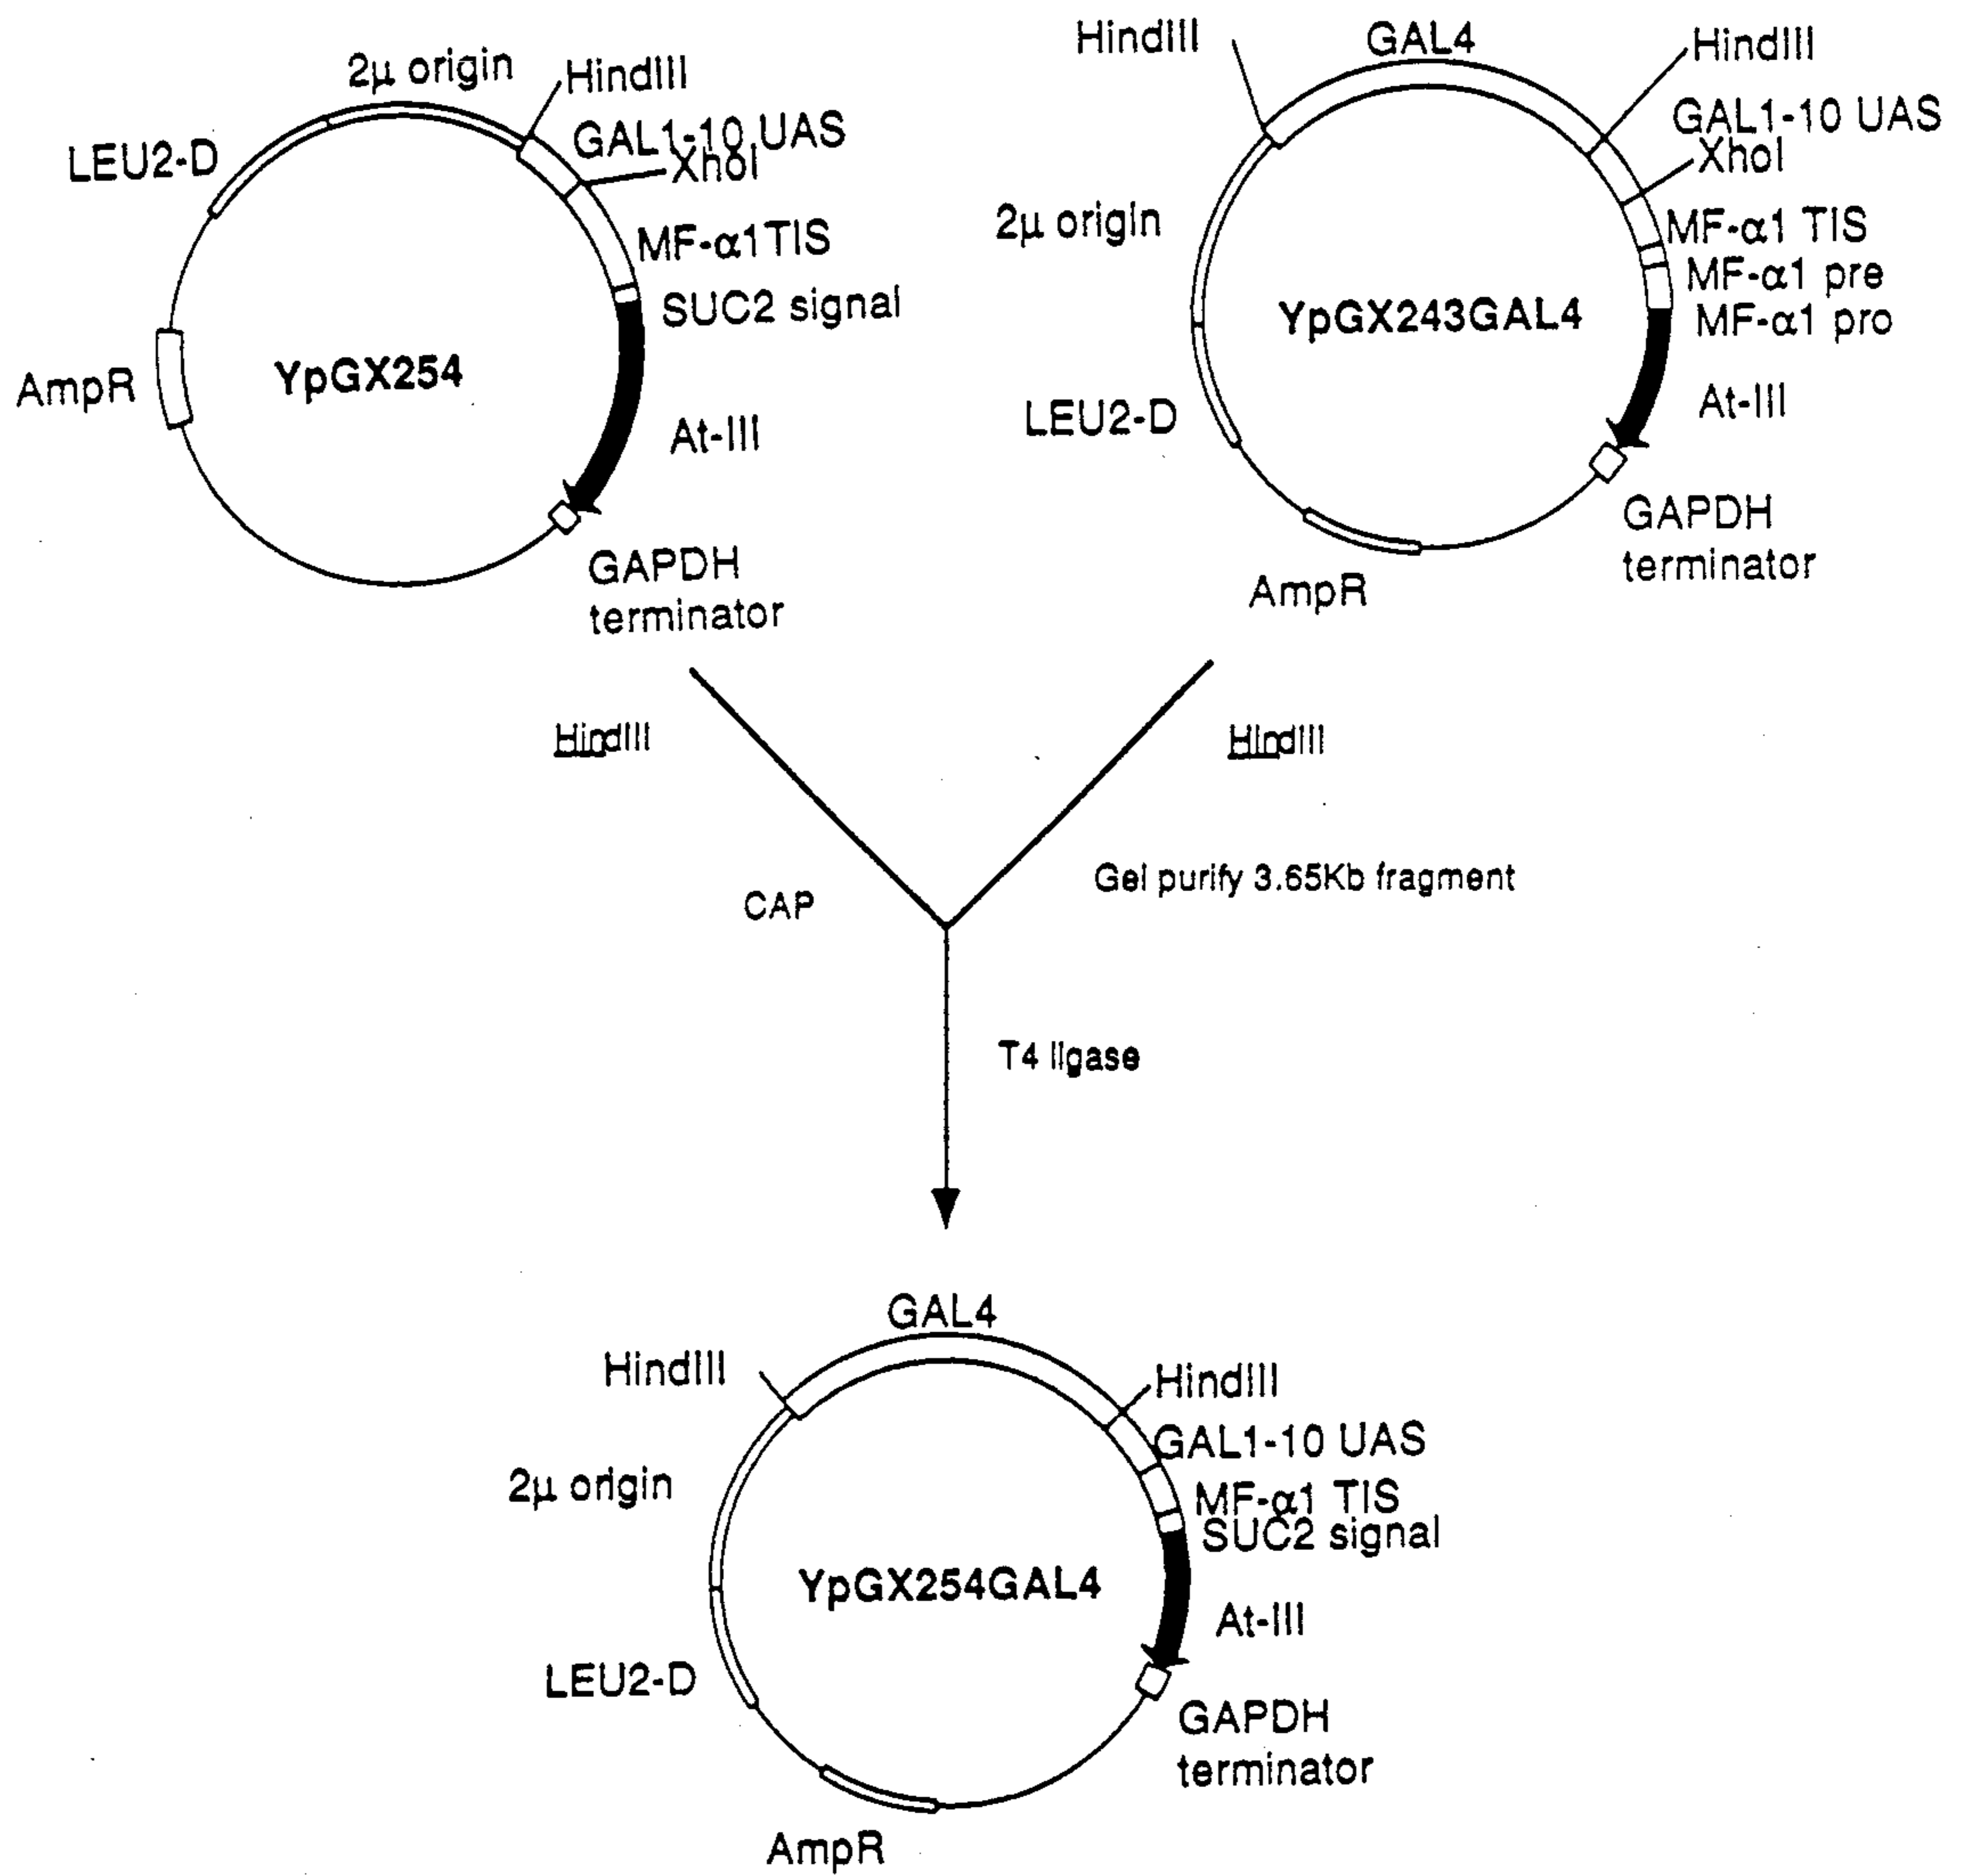 2μ origin
HindIII
GAL1-10 UAS
XhoI
LEU2-D
MF-α1TIS
SUC2 signal
AmpR
YpGX254
At-III
GAPDH
terminator
HindIII
GAL4
HindIII
GAL1-10 UAS
XhoI
2μ origin
MF-α1 TIS
MF-α1 pre
MF-α1 pro
YpGX243GAL4
At-III
LEU2-D
GAPDH
terminator
AmpR
HindIII
HindIII
CAP
Gel purify 3.65Kb fragment
T4 ligase
GAL4
HindIII
HindIII
GAL1-10 UAS
2μ origin
MF-α1 TIS
SUC2 signal
YpGX254GAL4
At-III
LEU2-D
GAPDH
terminator
AmpR